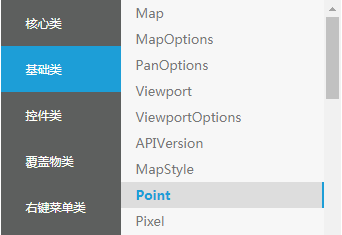 核心类
基础类
控件类
覆盖物类
右键菜单类
Map
MapOptions
PanOptions
Viewport
ViewportOptions
APIVersion
MapStyle
Point
Pixel